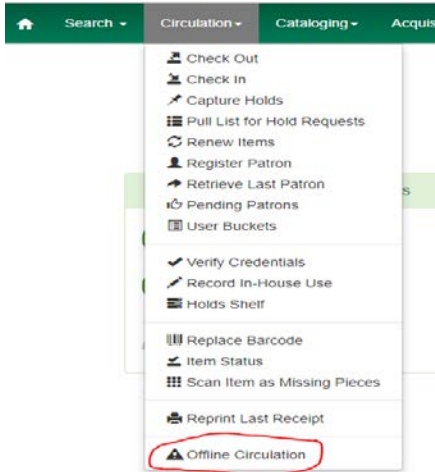 Search Circulation Cataloging Acquis
Check Out
Check In
Capture Holds
Pull List for Hold Requests
Renew Items
Register Patron
Retrieve Last Patron
s
Pending Patrons
User Buckets
Verify Credentials
Record In-House Use
Holds Shelf
Replace Barcode
Item Status
Scan Item as Missing Pieces
Reprint Last Receipt
Offline Circulation